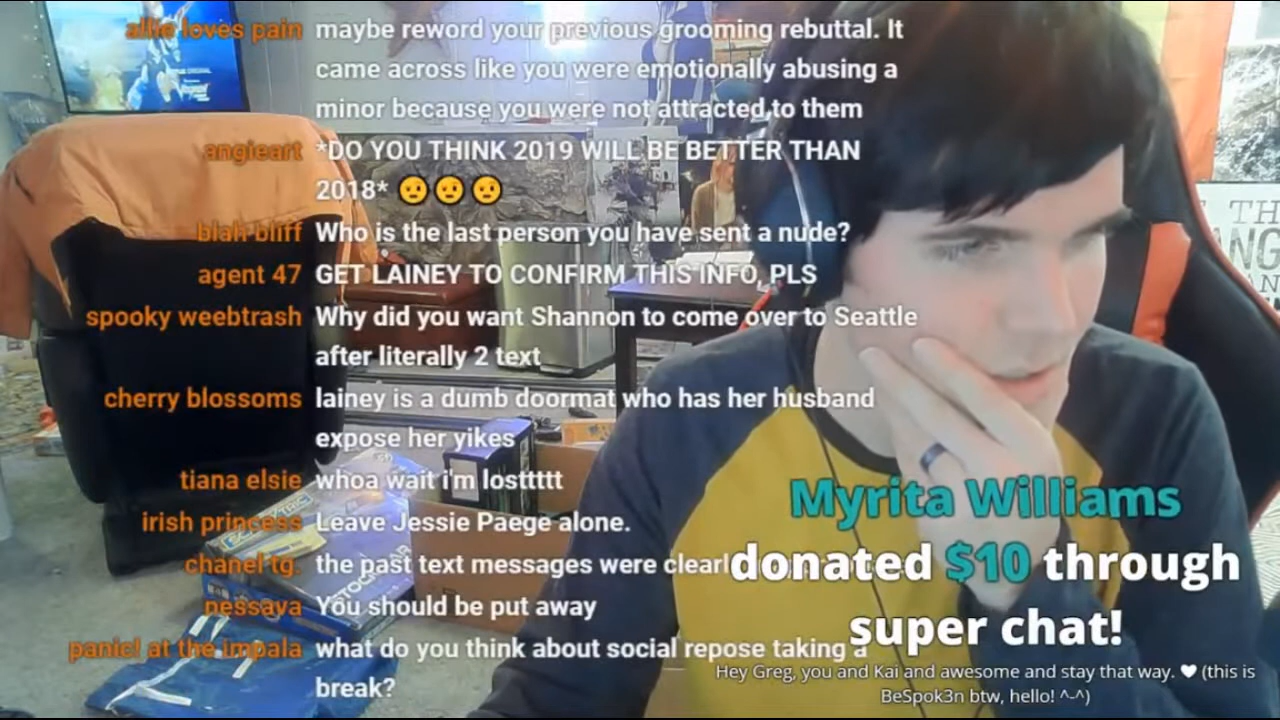 allie loves pain maybe reword your previous grooming rebuttal. It
came across like you were emotionally abusing a
minor because you were not attracted to them
angieart *DO YOU THINK 2019 WILL BE BETTER THAN
2018* 😟😟😟
blah bliff Who is the last person you have sent a nude?
agent 47 GET LAINEY TO CONFIRM THIS INFO, PLS
spooky weebtrash Why did you want Shannon to come over to Seattle
after literally 2 text
cherry blossoms lainey is a dumb doormat who has her husband
expose her yikes
tiana elsie whoa wait i'm losttttt
irish princess Leave Jessie Paege alone.
chanel tg. the past text messages were clearl
nessava You should be put away
panic! at the impala what do you think about social repose taking a
break?
Myrita Williams
donated $10 through
super chat!
Hey Greg, you and Kai and awesome and stay that way. ♥ (this is
BeSpok3n btw, hello! ^-^)